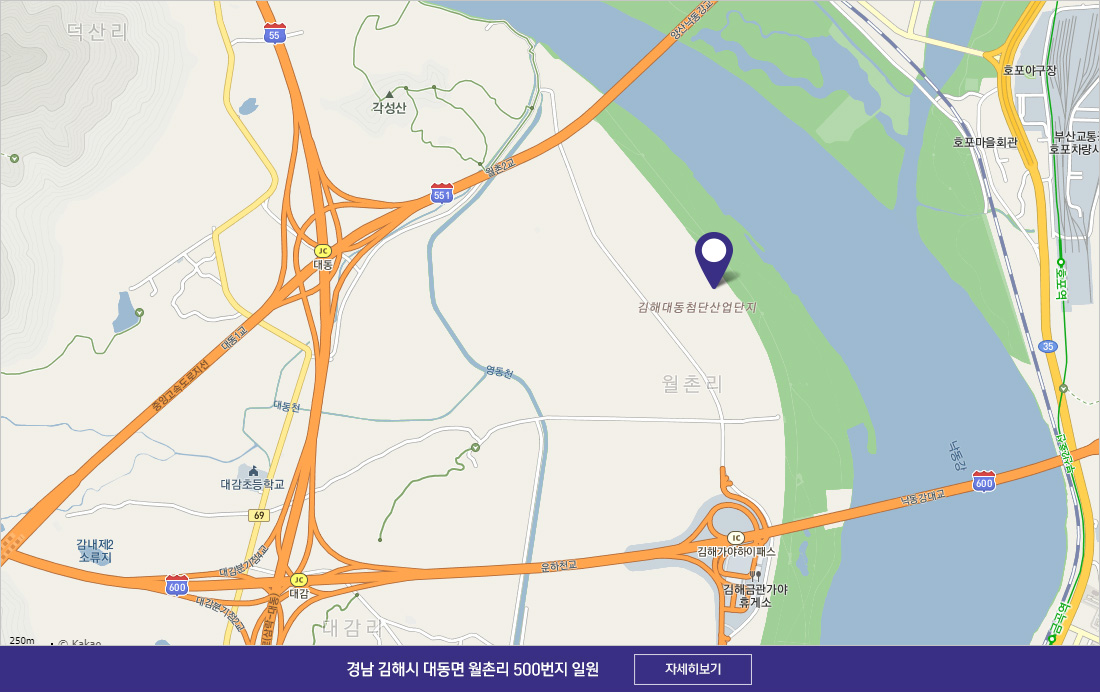 덕산리
55
양산낙동강교
호포야구장
각성산
부산교통공
호포차량사
호포마을회관
월촌2교
551
JC
대동
호포역
김해대동첨단산업단지
대동1교
35
중앙고속도로지선
영동천
월촌리
대동천
낙동강
대감초등학교
600
낙동강대교
69
감내제2
소류지
IC
김해가야하이패스
대감분기점4교
운하천교
JC
대감
600
김해금관가야
휴게소
대감분기점2교
대감리
250m
© Kakao
경남 김해시 대동면 월촌리 500번지 일원
자세히보기